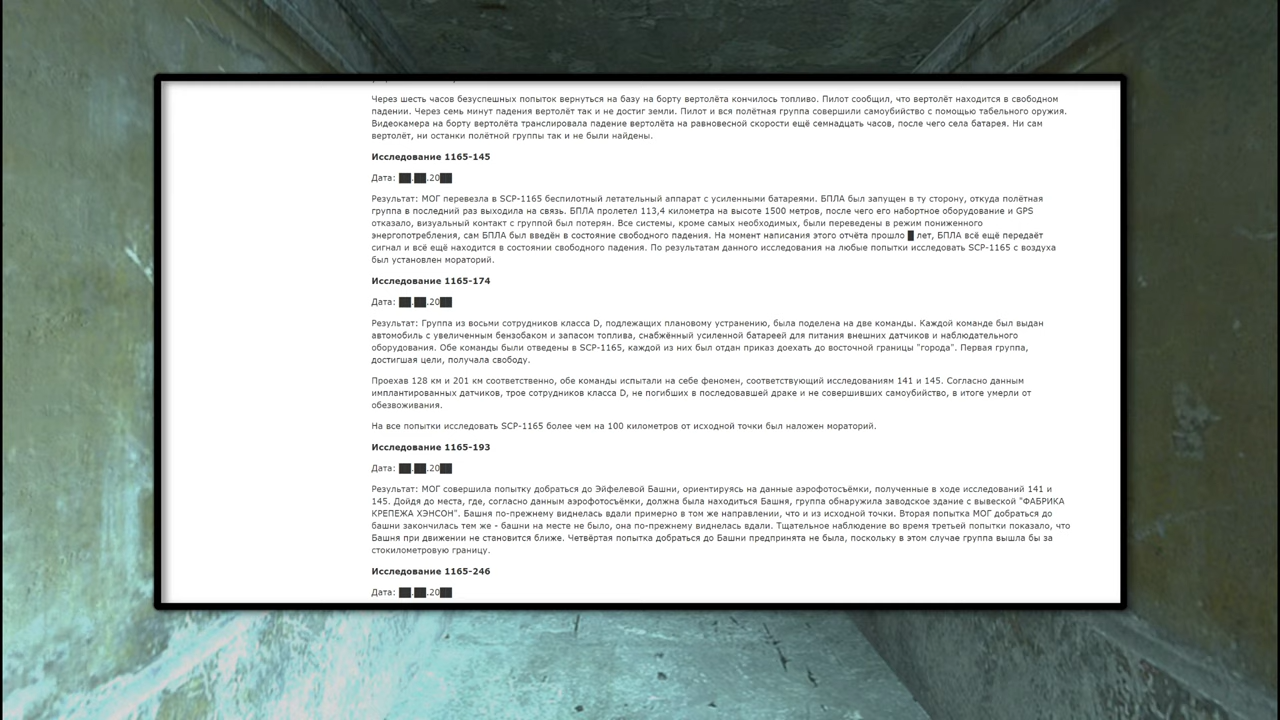 Через шесть часов безуспешных попыток вернуться на базу на борту вертолёта кончилось топливо. Пилот сообщил, что вертолёт находится в свободном
падении. Через семь минут падения вертолёт так и не достиг земли. Пилот и вся полётная группа совершили самоубийство с помощью табельного оружия.
Видеокамера на борту вертолёта транслировала падение вертолёта на равновесной скорости ещё семнадцать часов, после чего села батарея. Ни сам
вертолёт, ни останки полётной группы так и не были найдены.
Исследование 1165-145
Дата: ██.██.20██
Результат: МОГ перевезла в SCP-1165 беспилотный летательный аппарат с усиленными батареями. БПЛА был запущен в ту сторону, откуда полётная
группа в последний раз выходила на связь. БПЛА пролетел 113,4 километра на высоте 1500 метров, после чего его набортное оборудование и GPS
отказало, визуальный контакт с группой был потерян. Все системы, кроме самых необходимых, были переведены в режим пониженного
энергопотребления, сам БПЛА был введён в состояние свободного падения. На момент написания этого отчёта прошло █ лет, БПЛА всё ещё передаёт
сигнал и всё ещё находится в состоянии свободного падения. По результатам данного исследования на любые попытки исследовать SCP-1165 с воздуха
был установлен мораторий.
Исследование 1165-174
Дата: ██.██.20██
Результат: Группа из восьми сотрудников класса D, подлежащих плановому устранению, была поделена на две команды. Каждой команде был выдан
автомобиль с увеличенным бензобаком и запасом топлива, снабжённый усиленной батареей для питания внешних датчиков и наблюдательного
оборудования. Обе команды были отведены в SCP-1165, каждой из них был отдан приказ доехать до восточной границы "города". Первая группа,
достигшая цели, получала свободу.
Проехав 128 км и 201 км соответственно, обе команды испытали на себе феномен, соответствующий исследованиям 141 и 145. Согласно данным
имплантированных датчиков, трое сотрудников класса D, не погибших в последовавшей драке и не совершивших самоубийство, в итоге умерли от
обезвоживания.
На все попытки исследовать SCP-1165 более чем на 100 километров от исходной точки был наложен мораторий.
Исследование 1165-193
Дата: ██.██.20██
Результат: МОГ совершила попытку добраться до Эйфелевой Башни, ориентируясь на данные аэрофотосъёмки, полученные в ходе исследований 141 и
145. Дойдя до места, где, согласно данным аэрофотосъёмки, должна была находиться Башня, группа обнаружила заводское здание с вывеской "ФАБРИКА
КРЕПЕЖА ХЭНСОН". Башня по-прежнему виднелась вдали примерно в том же направлении, что и из исходной точки. Вторая попытка МОГ добраться до
башни закончилась тем же - башни на месте не было, она по-прежнему виднелась вдали. Тщательное наблюдение во время третьей попытки показало, что
Башня при движении не становится ближе. Четвёртая попытка добраться до Башни предпринята не была, поскольку в этом случае группа вышла бы за
стокилометровую границу.
Исследование 1165-246
Дата: ██.██.20██